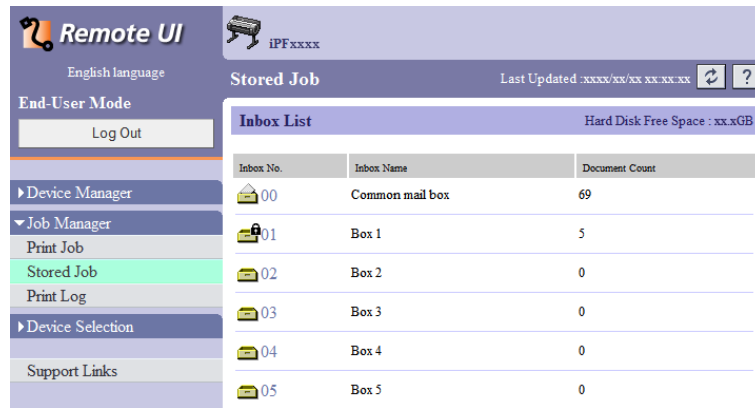 Remote UI
English language
End-User Mode
Log Out
Device Manager
Job Manager
Print Job
Stored Job
Print Log
Device Selection
Support Links
iPFxxxx
Stored Job Last Updated :xxxx/xx/xx xx:xx:xx ?
Inbox List Hard Disk Free Space : xx.xGB
Inbox No. Inbox Name Document Count
00 Common mail box 69
01 Box 1 5
02 Box 2 0
03 Box 3 0
04 Box 4 0
05 Box 5 0